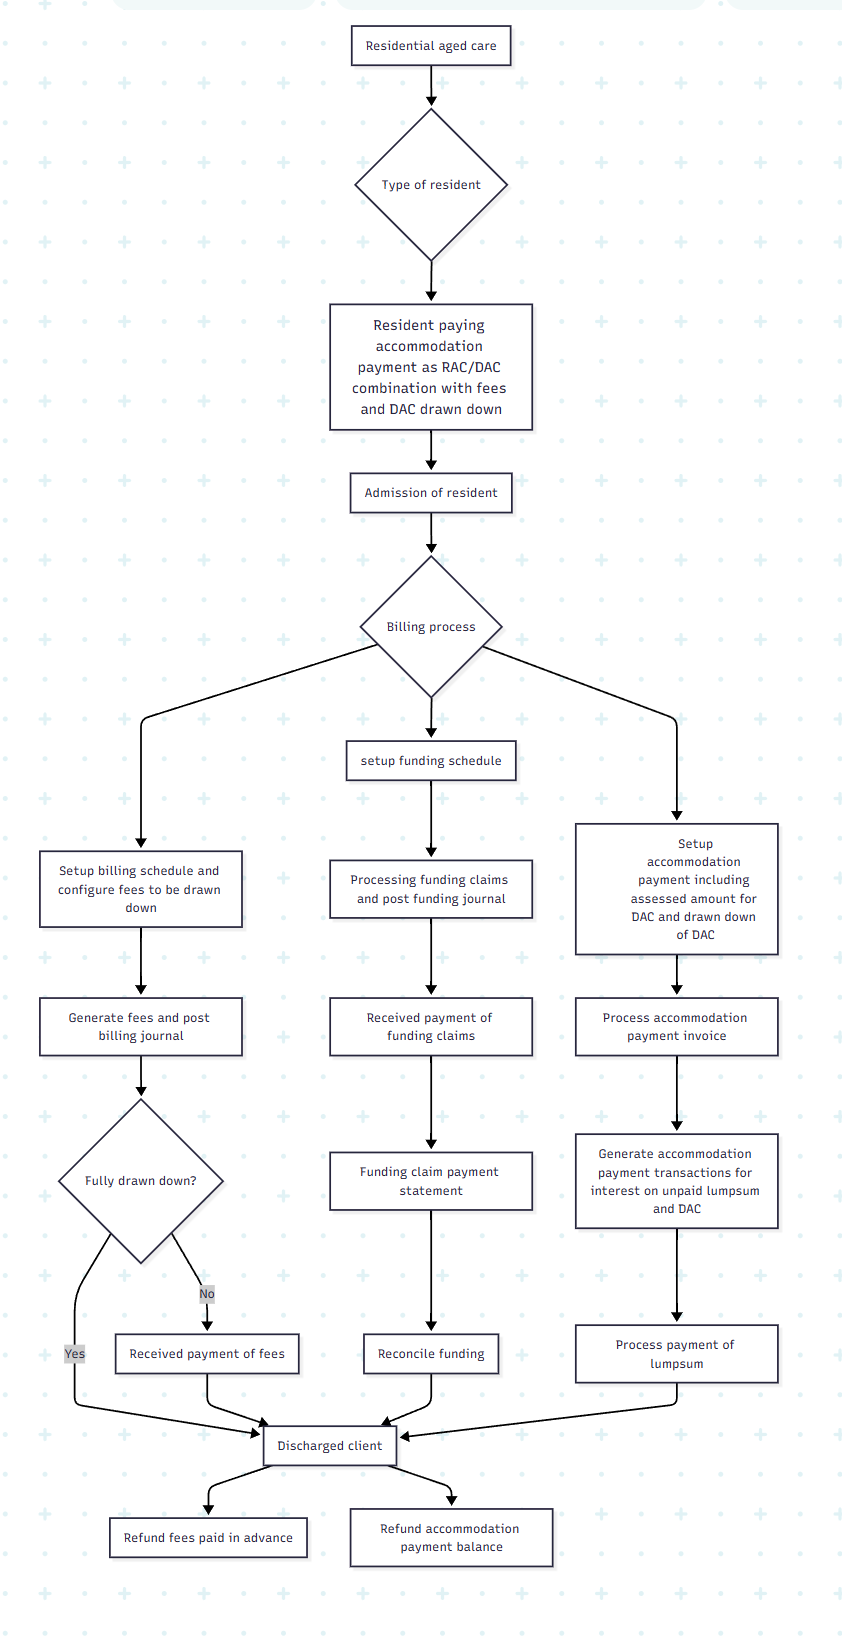 Residential aged care
Type of resident
Resident paying
accommodation
payment as RAC/DAC
combination with fees
and DAC drawn down
Admission of resident
Billing process
setup funding schedule
Setup billing schedule and
configure fees to be drawn
down
Processing funding claims
and post funding journal
Setup
accommodation
payment including
assessed amount for
DAC and drawn down
of DAC
Generate fees and post
billing journal
Received payment of
funding claims
Process accommodation
payment invoice
Fully drawn down?
Funding claim payment
statement
Generate accommodation
payment transactions for
interest on unpaid lumpsum
and DAC
No
Yes
Received payment of fees
Reconcile funding
Process payment of
lumpsum
Discharged client
Refund fees paid in advance
Refund accommodation
payment balance